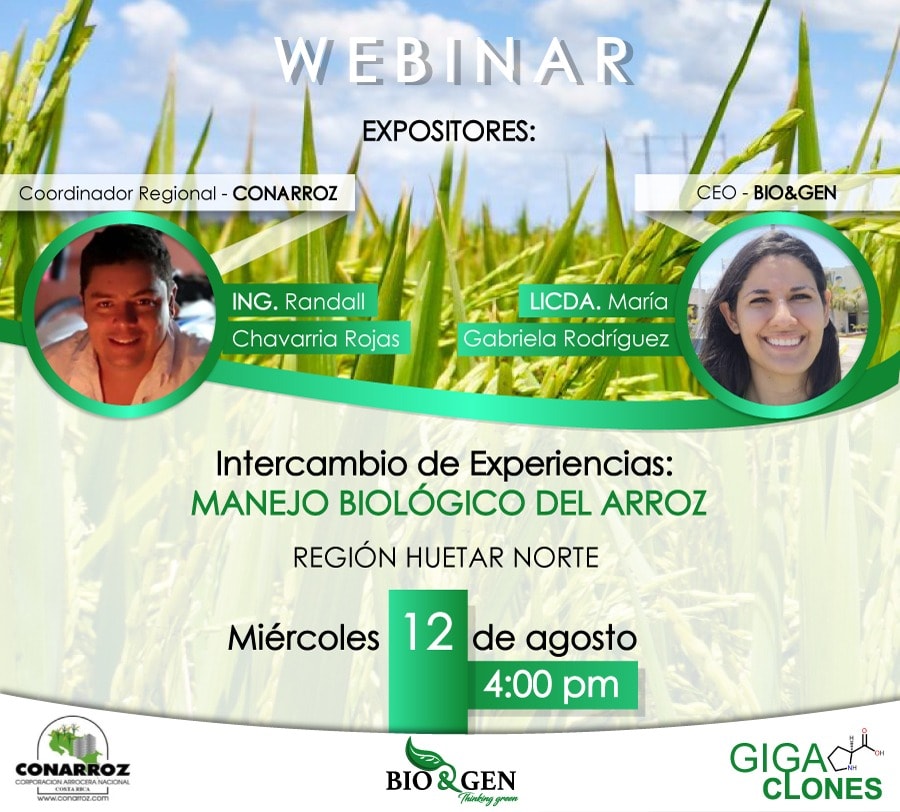 WEBINAR
EXPOSITORES:
Coordinador Regional - CONARROZ
ING. Randall
Chavarria Rojas
CEO - BIO&GEN
LICDA. María
Gabriela Rodríguez
Intercambio de Experiencias:
MANEJO BIOLÓGICO DEL ARROZ
REGIÓN HUETAR NORTE
Miércoles 12 de agosto
4:00 pm
CONARROZ
CORPORACION ARROCERA NACIONAL
COSTA RICA
www.conarroz.com
BIO&GEN
Thinking green
GIGA
CLONES
H
O
OH
NH